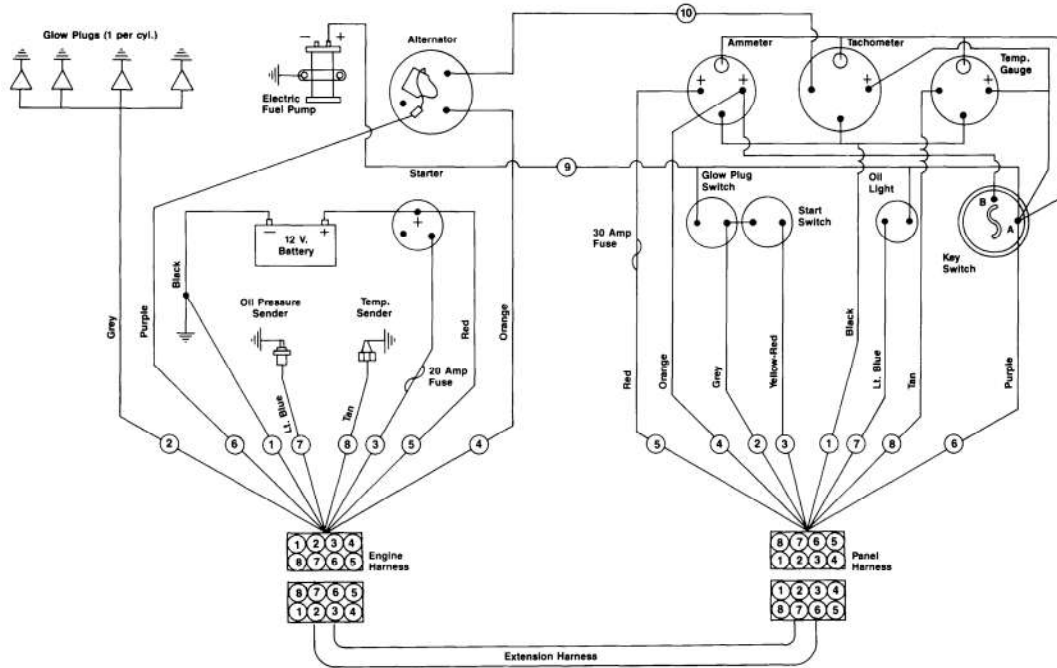 10
Glow Plugs (1 per cyl.)
− +
Alternator
Ammeter
Tachometer
Temp.
Gauge
+ + + + +
Electric
Fuel Pump
9
Starter
Glow Plug
Switch
Oil
Light
B
Start
Switch
A
− +
+
12 V.
Battery
30 Amp
Fuse
Key
Switch
Black
Oil Pressure
Sender
Temp.
Sender
Grey
Purple
Red
Orange
Black
20 Amp
Fuse
Lt. Blue
Tan
Red
Orange
Grey
Yellow-Red
Lt. Blue
Tan
Purple
2 6 1 7 8 3 5 4
5 4 2 3 1 7 8 6
1 2 3 4
8 7 6 5
Engine
Harness
8 7 6 5
1 2 3 4
8 7 6 5
1 2 3 4
Panel
Harness
1 2 3 4
8 7 6 5
Extension Harness